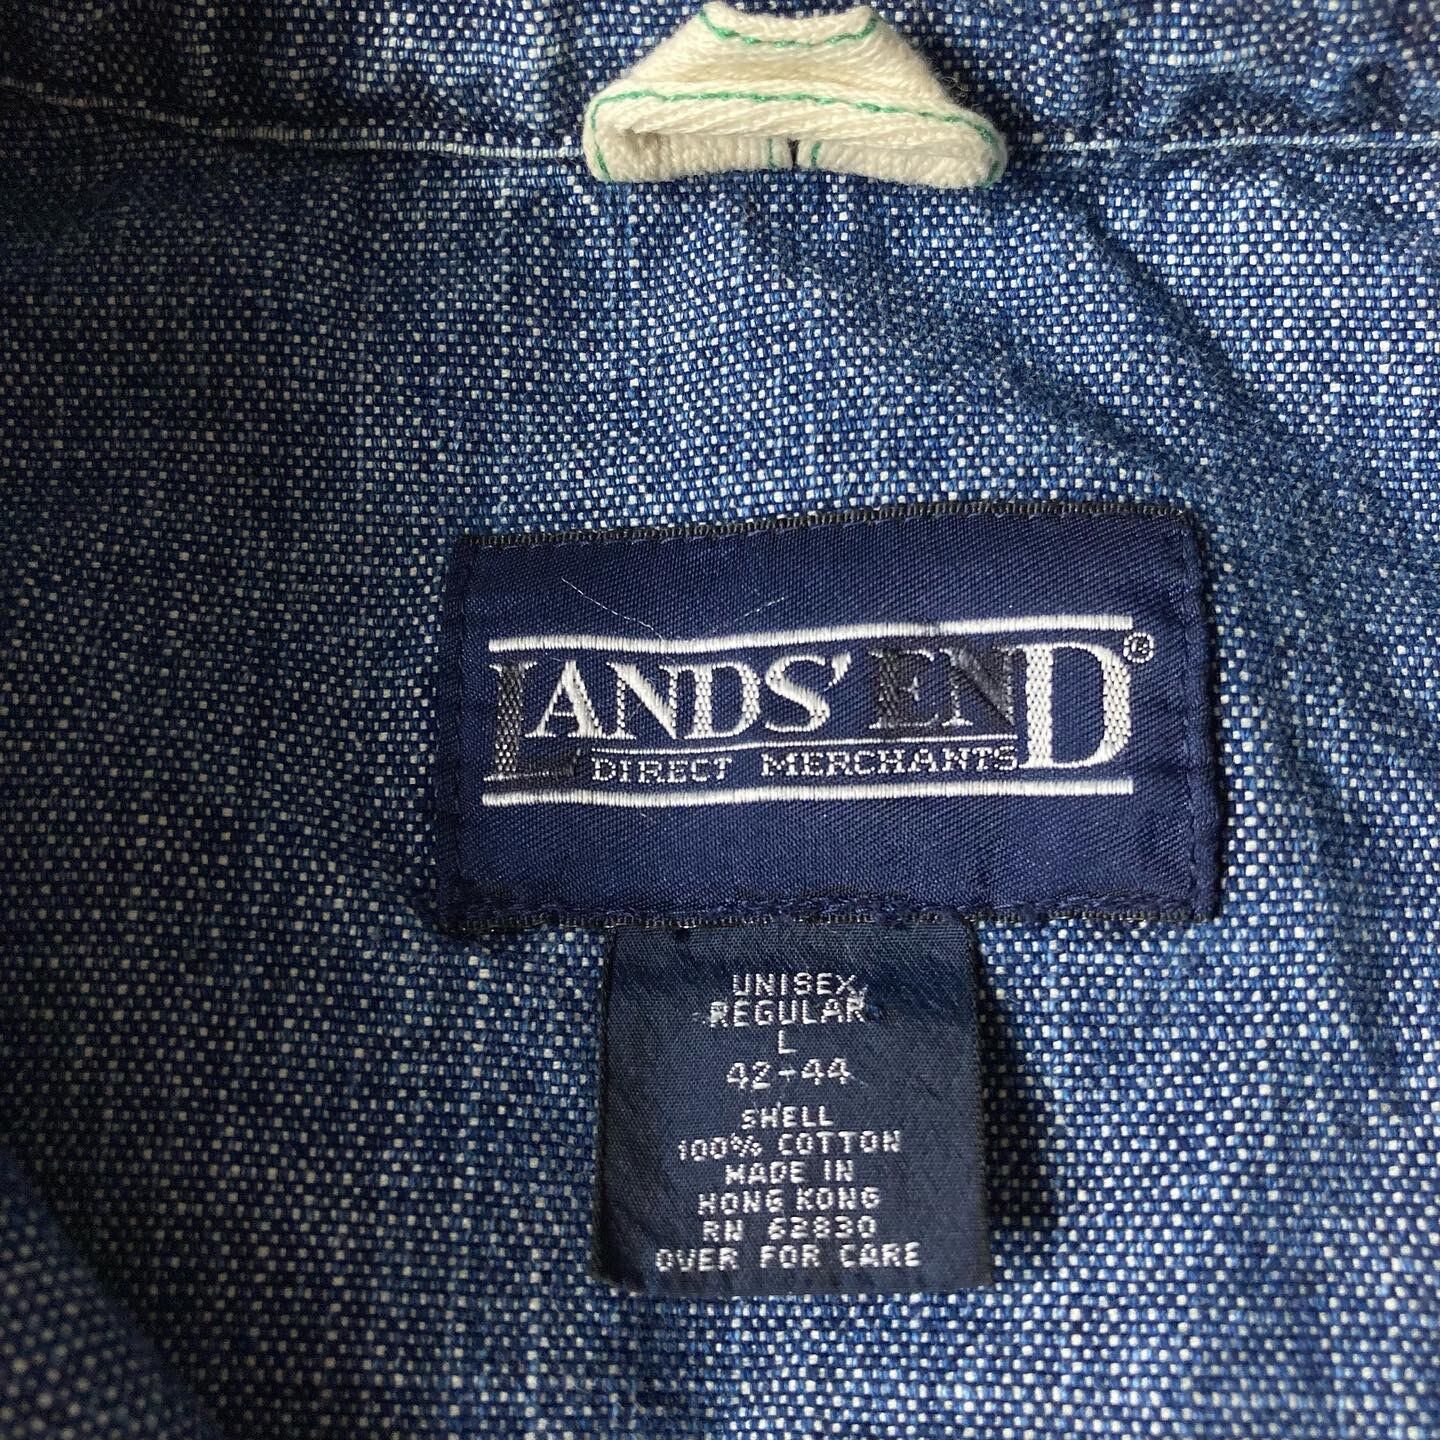 LANDS' END®
DIRECT MERCHANTS
UNISEX
REGULAR
L
42-44
SHELL
100% COTTON
MADE IN
HONG KONG
RN 62830
OVER FOR CARE